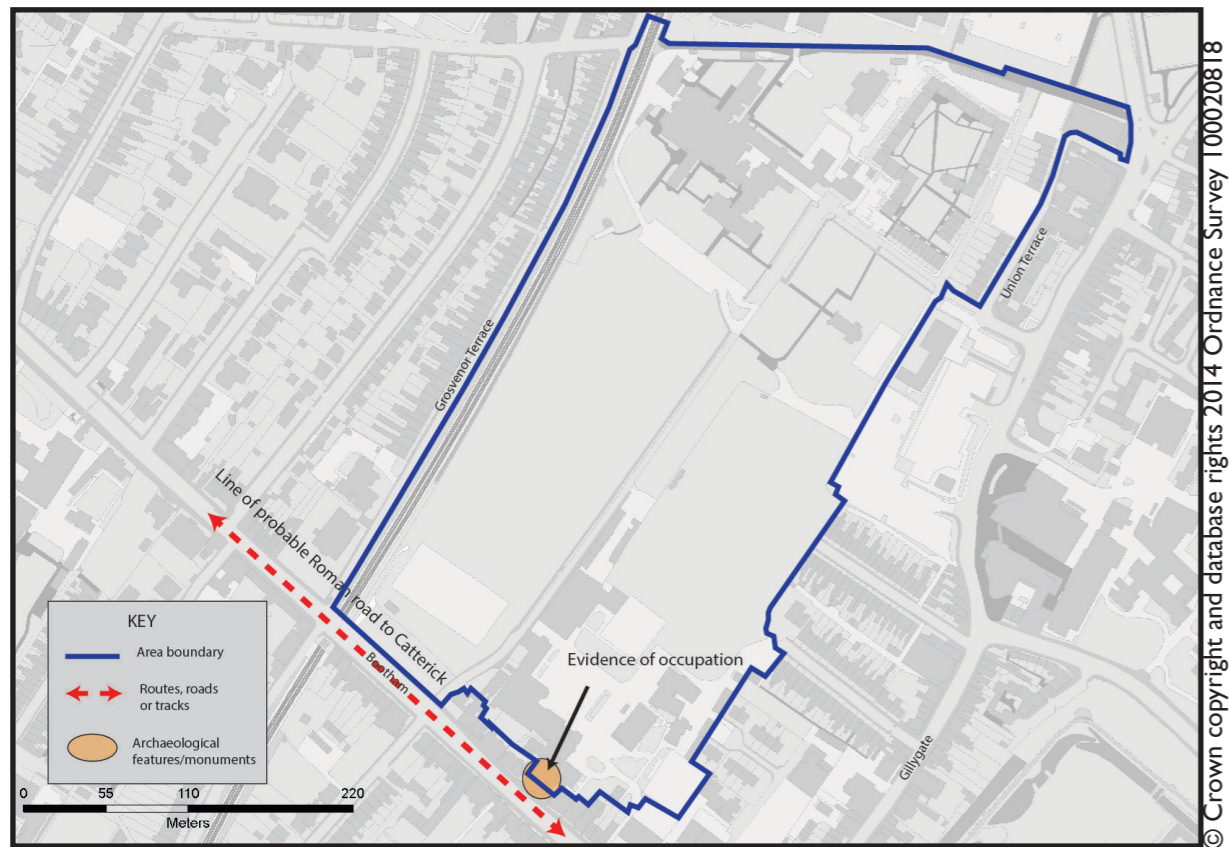 Grosvenor Terrace
Union Terrace
Line of probable Roman road to Catterick
Bootham
Evidence of occupation
Gillygate
KEY
Area boundary
Routes, roads
or tracks
Archaeological
features/monuments
0 55 110 220
Meters
© Crown copyright and database rights 2014 Ordnance Survey 100020818